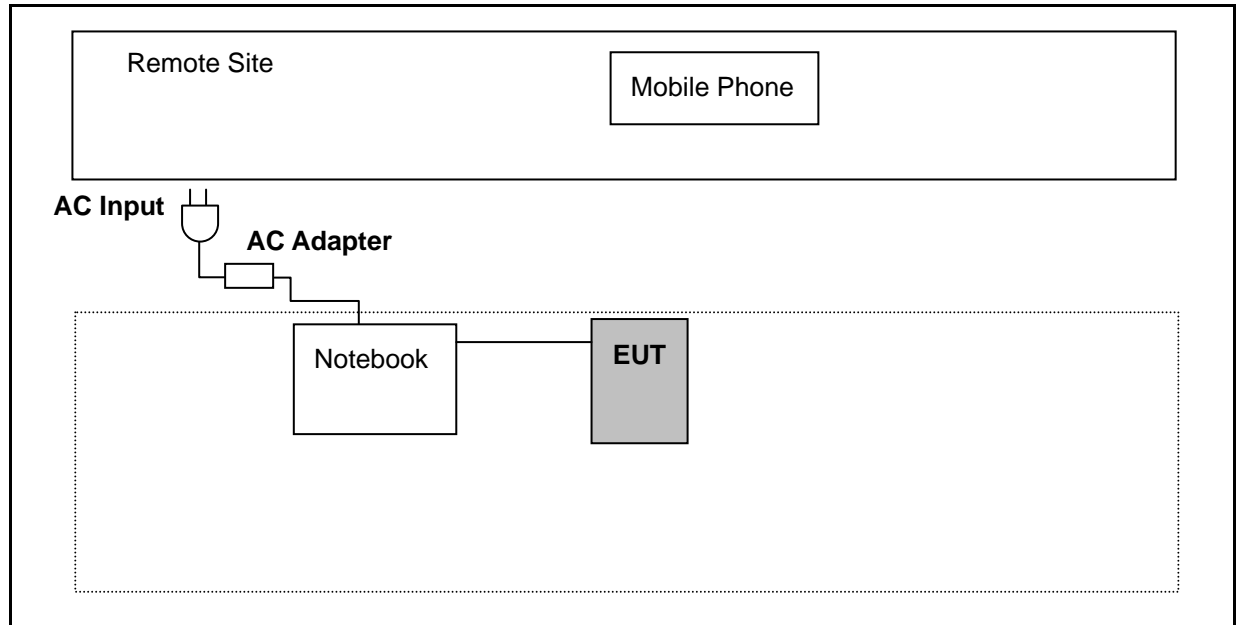 Remote Site
Mobile Phone
AC Input
AC Adapter
Notebook
EUT